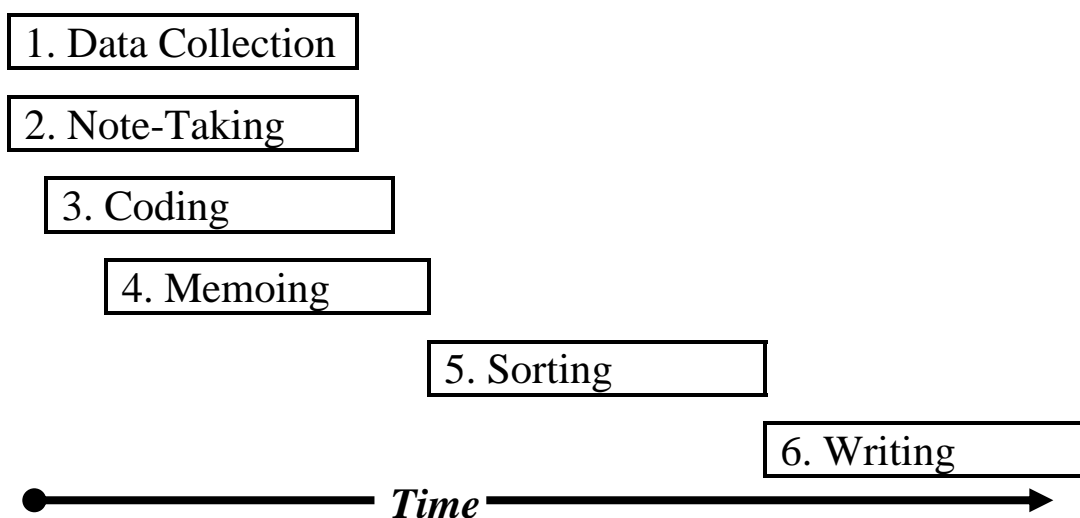 1. Data Collection
2. Note-Taking
3. Coding
4. Memoing
5. Sorting
6. Writing
Time